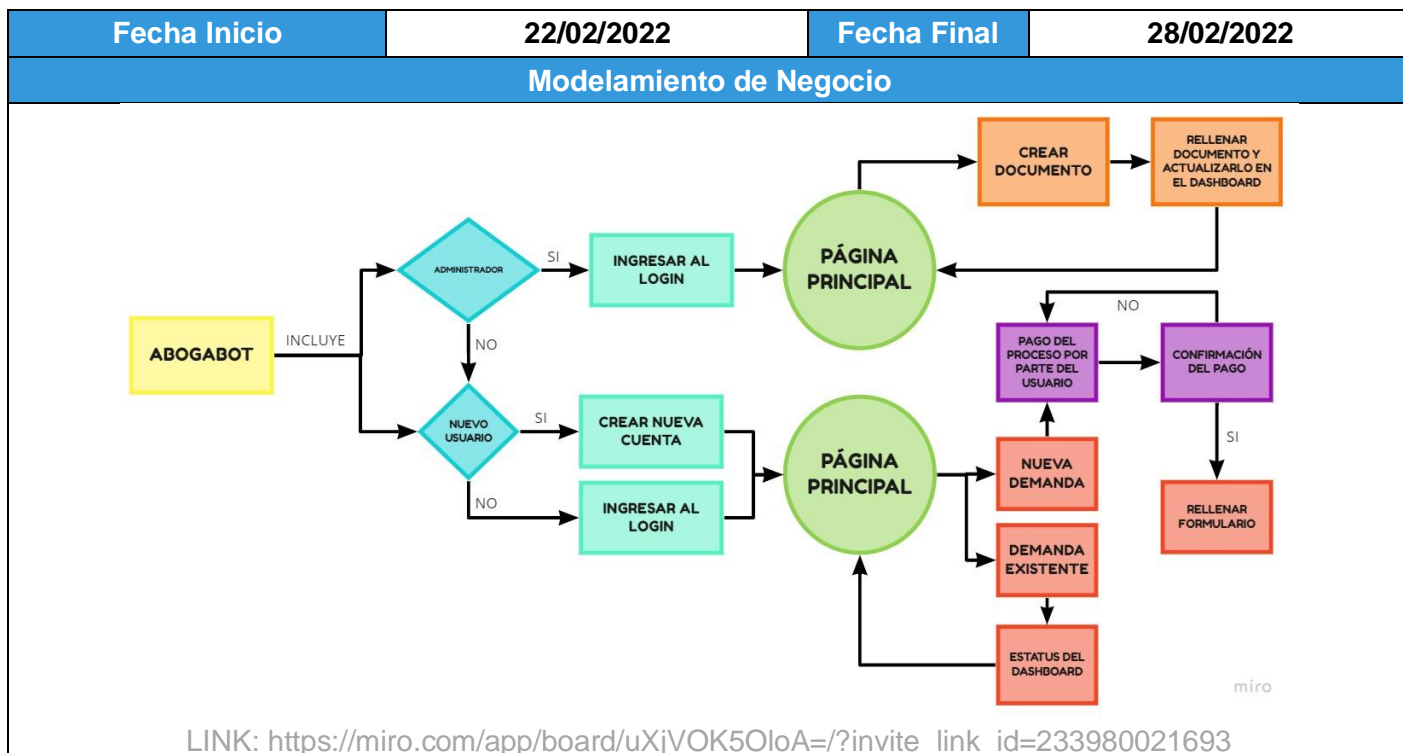 Fecha Inicio
22/02/2022
Fecha Final
28/02/2022
Modelamiento de Negocio
CREAR
DOCUMENTO
RELLENAR
DOCUMENTO Y
ACTUALIZARLO EN
EL DASHBOARD
ADMINISTRADOR
SI
INGRESAR AL
LOGIN
PÁGINA
PRINCIPAL
ABOGABOT
INCLUYE
NO
NO
PAGO DEL
PROCESO POR
PARTE DEL
USUARIO
CONFIRMACIÓN
DEL PAGO
NUEVO
USUARIO
SI
CREAR NUEVA
CUENTA
SI
PÁGINA
PRINCIPAL
NUEVA
DEMANDA
NO
INGRESAR AL
LOGIN
RELLENAR
FORMULARIO
DEMANDA
EXISTENTE
ESTATUS DEL
DASHBOARD
miro
LINK: https://miro.com/app/board/uXjVOK5OloA=/?invite_link_id=233980021693